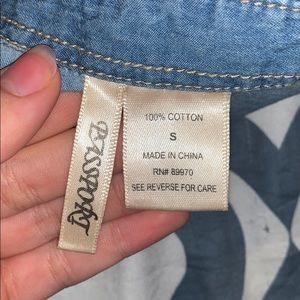 PASSPORT
100% COTTON
S
MADE IN CHINA
RN# 89970
SEE REVERSE FOR CARE